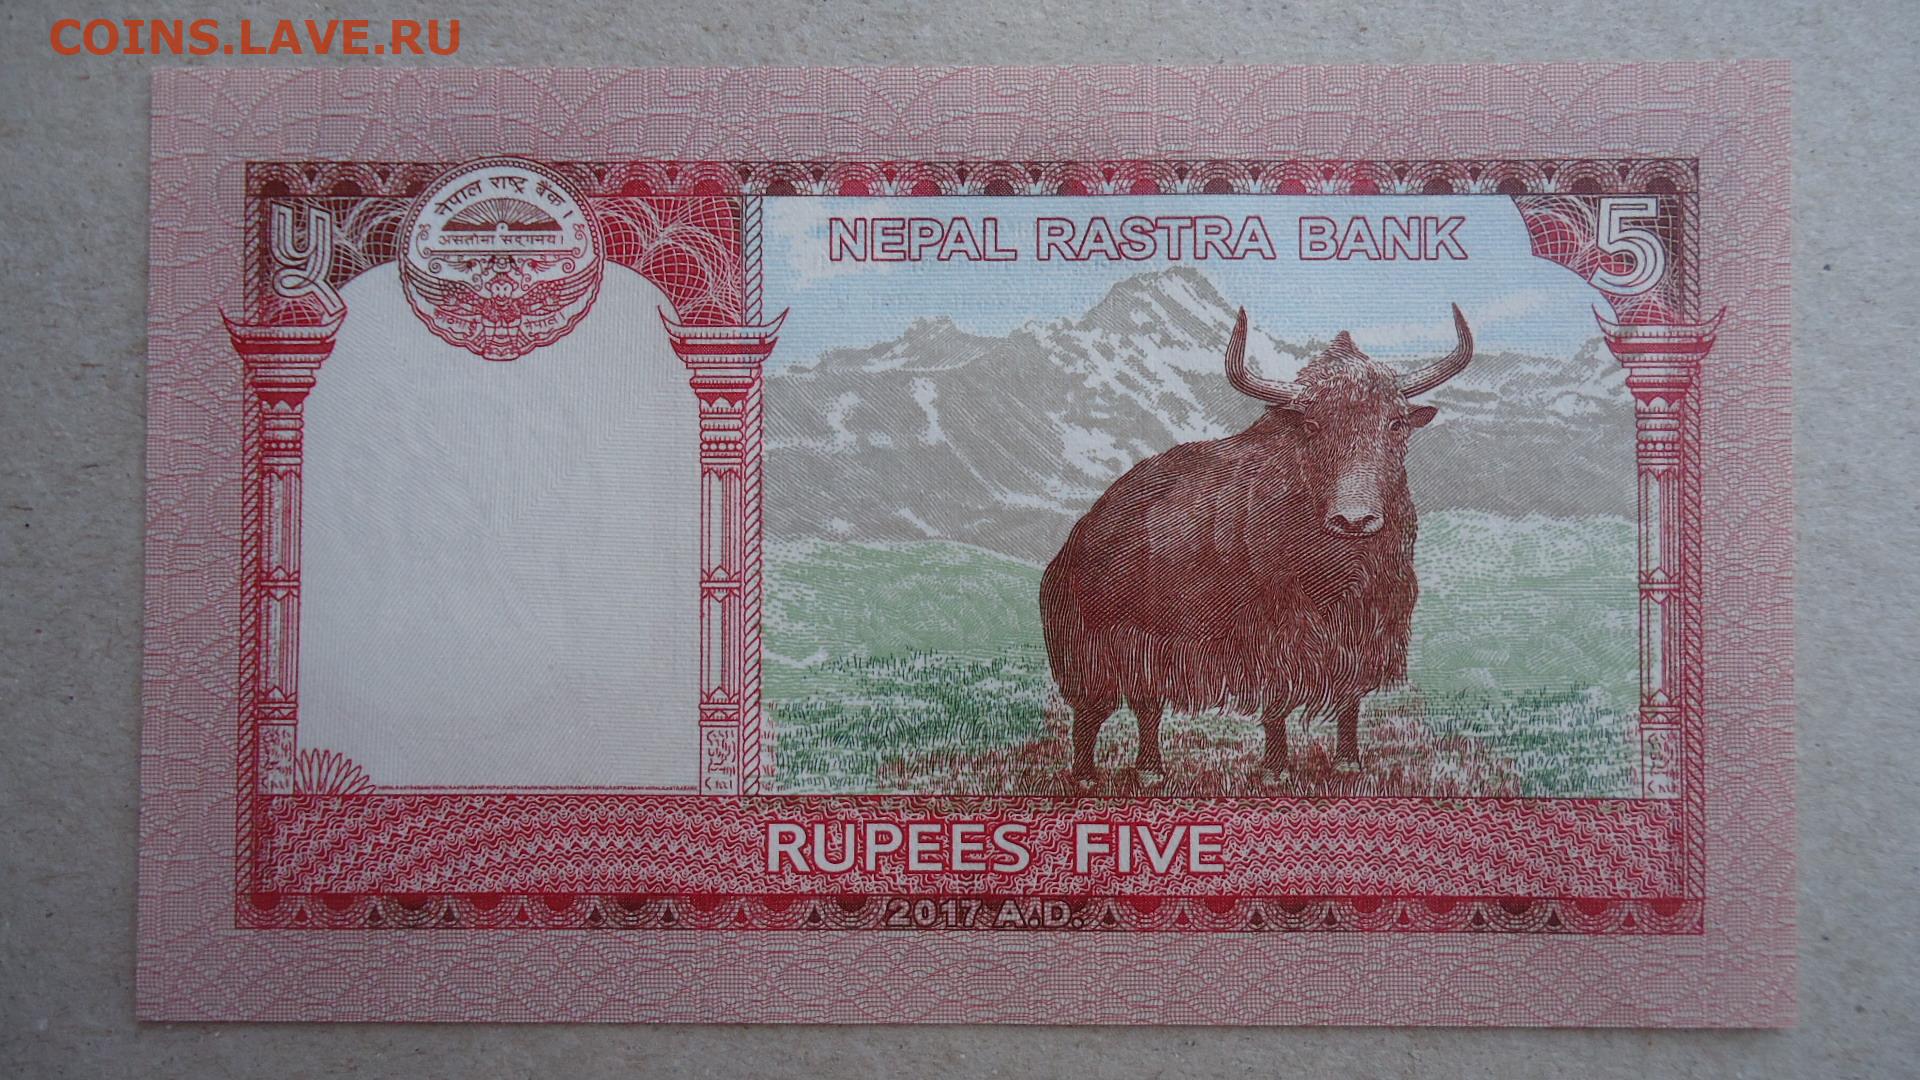 COINS.LAVE.RU
नेपाल राष्ट्र बैंक।
असतोमा सद्गमय।
५
NEPAL RASTRA BANK
5
RUPEES FIVE
2017 A.D.